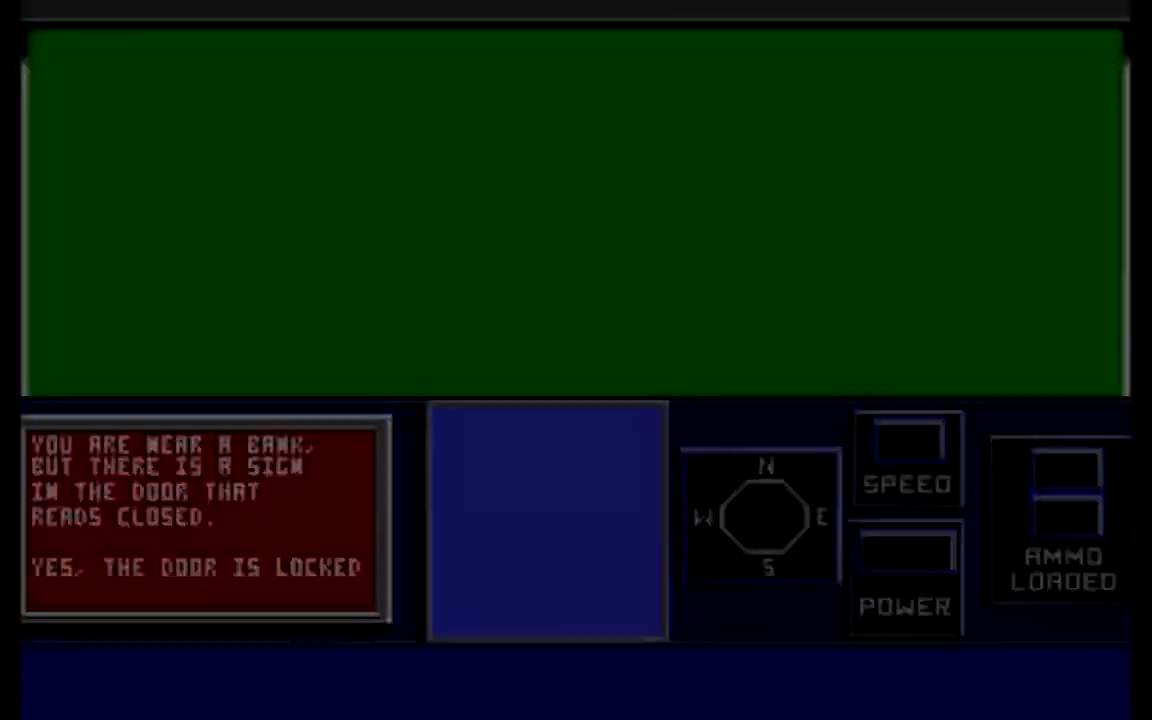 YOU ARE NEAR A BANK,
BUT THERE IS A SIGN
IN THE DOOR THAT
READS CLOSED.
YES, THE DOOR IS LOCKED
N
W E
S
SPEED
POWER
AMMO
LOADED